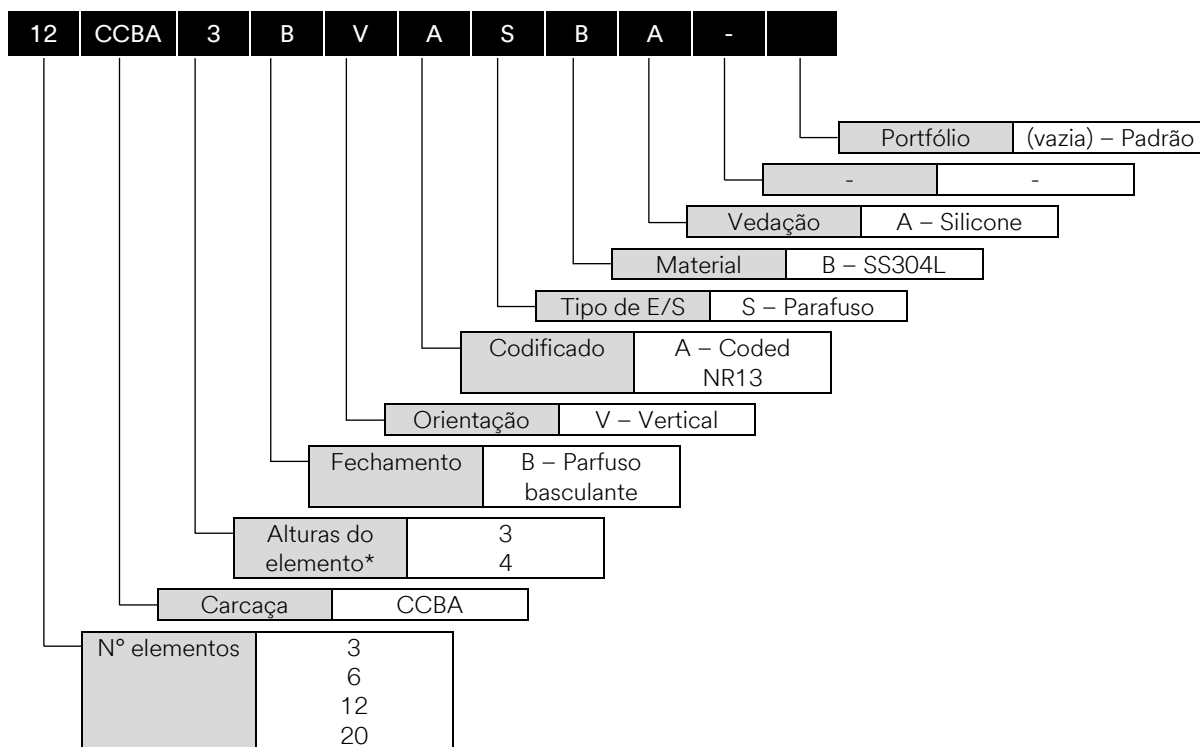 12 CCBA 3 B V A S B A -
Portfólio (vazia) – Padrão
- -
Vedação A – Silicone
Material B – SS304L
Tipo de E/S S – Parafuso
Codificado A – Coded
NR13
Orientação V – Vertical
Fechamento B – Parfuso
basculante
Alturas do 3
elemento* 4
Carcaça CCBA
N° elementos 3
6
12
20